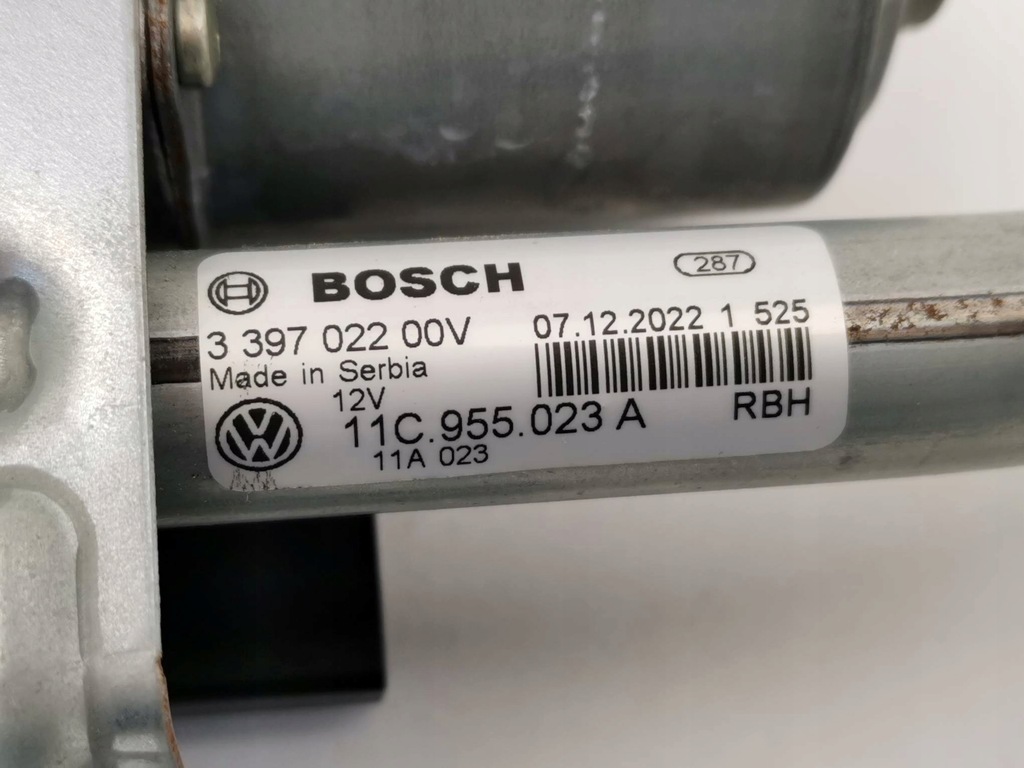 BOSCH
287
3 397 022 00V
07.12.2022 1 525
Made in Serbia
12V
11C.955.023 A
RBH
11A 023